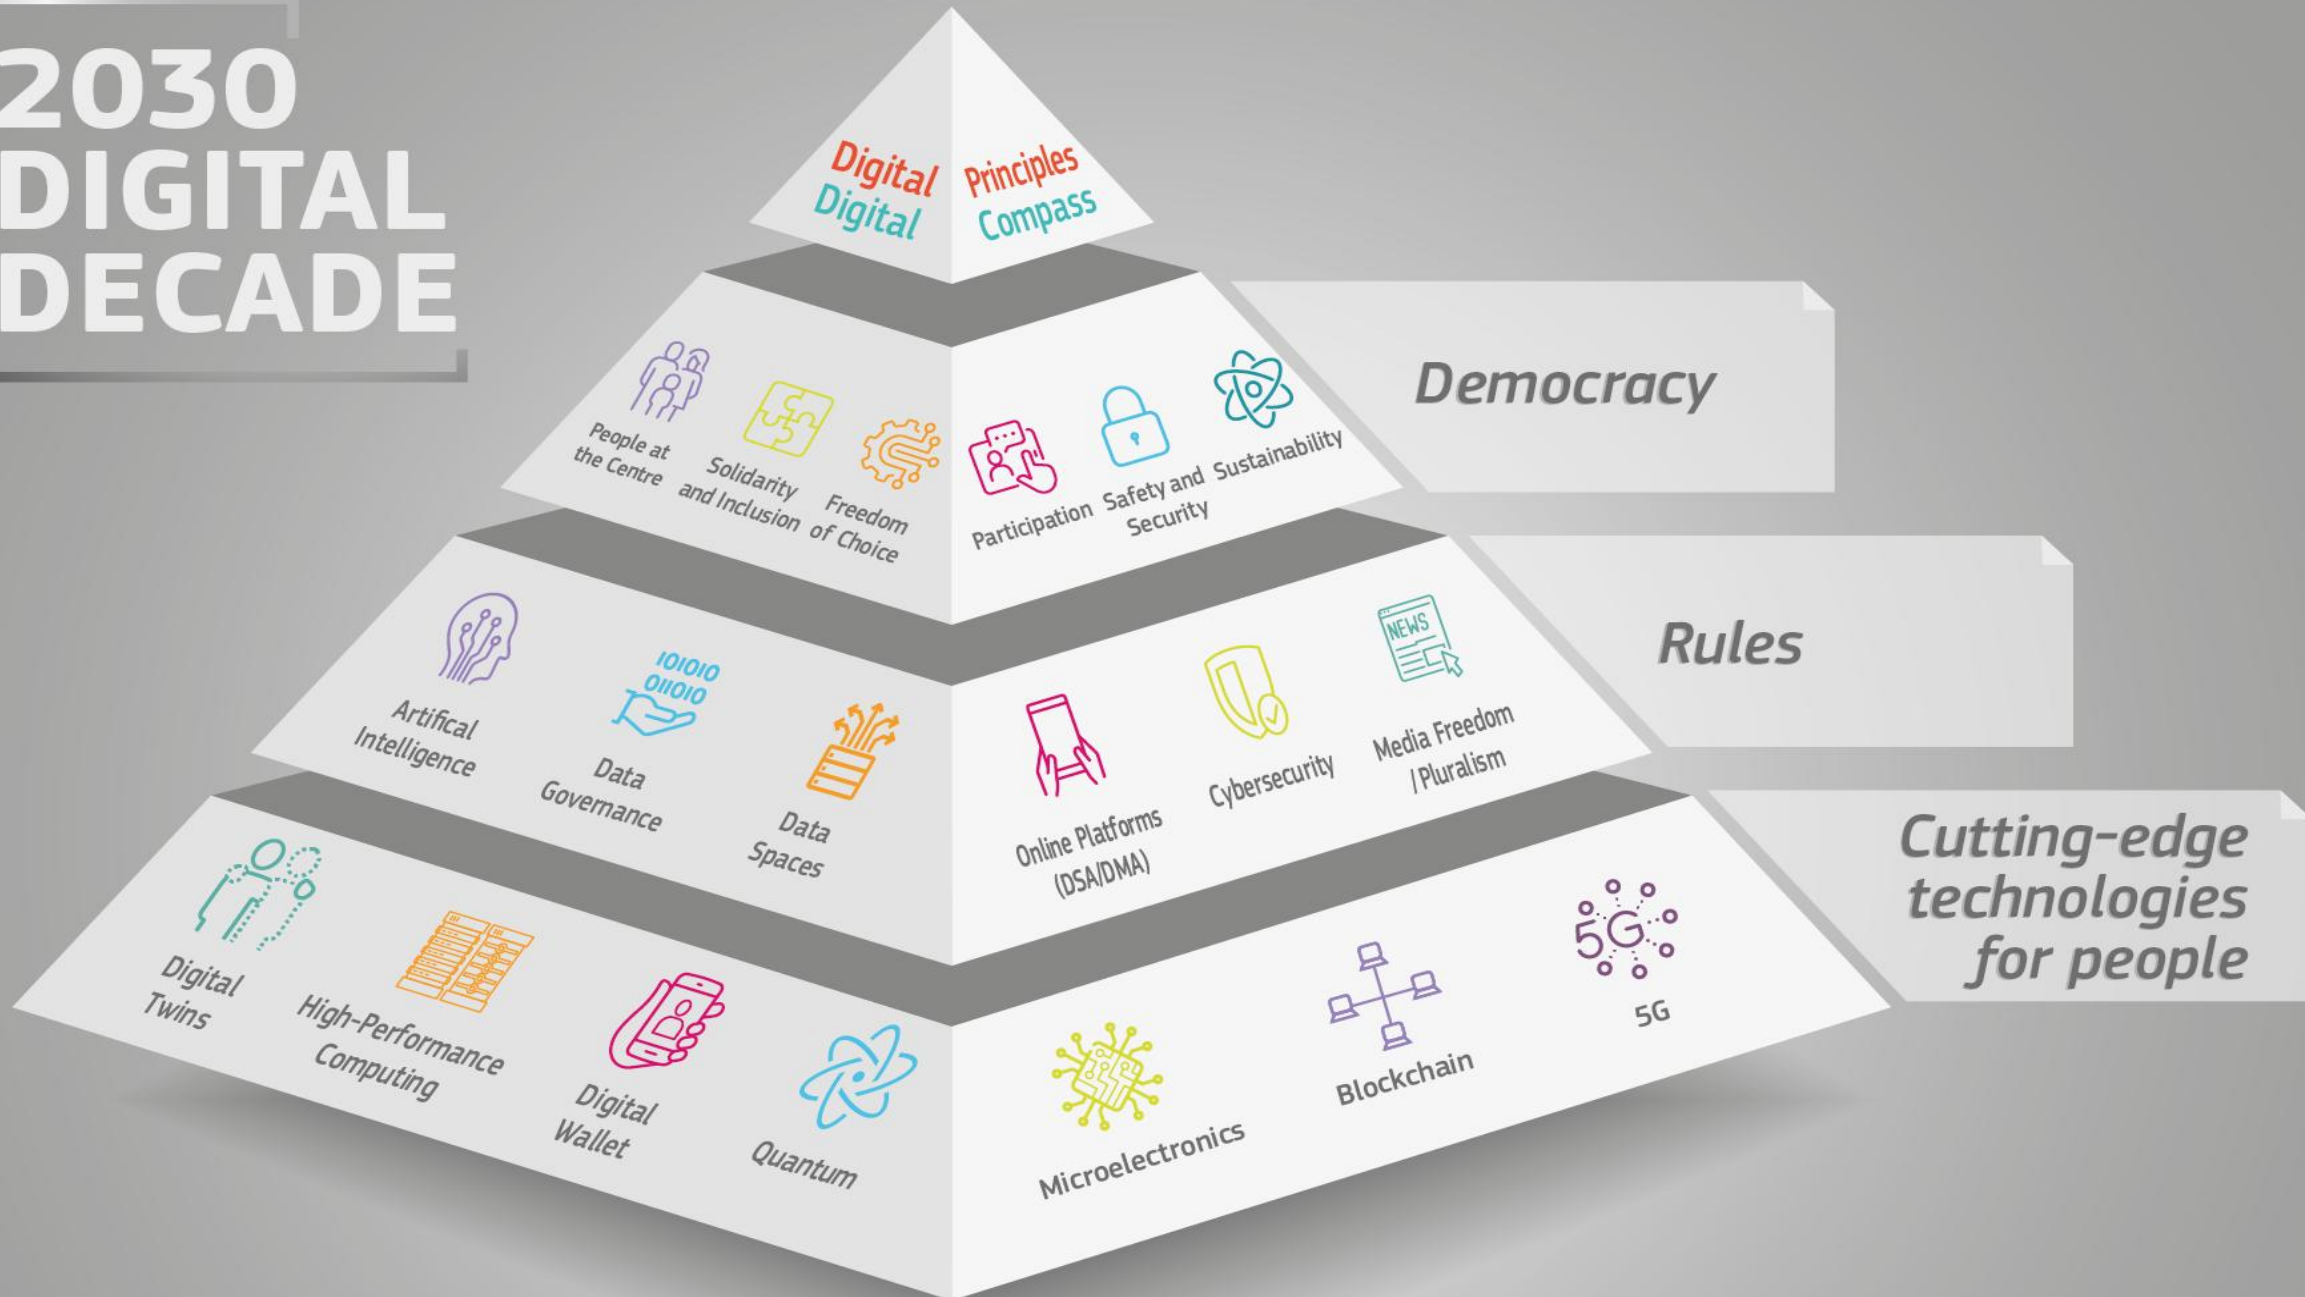 2030
DIGITAL
DECADE
Digital Principles
Digital Compass
People at
the Centre
Solidarity
and Inclusion
Freedom
of Choice
Participation
Safety and
Security
Sustainability
Democracy
Artifical
Intelligence
101010
011010
Data
Governance
Data
Spaces
Online Platforms
(DSA/DMA)
Cybersecurity
NEWS
Media Freedom
/Pluralism
Rules
Digital
Twins
High-Performance
Computing
Digital
Wallet
Quantum
Microelectronics
Blockchain
5G
5G
Cutting-edge
technologies
for people